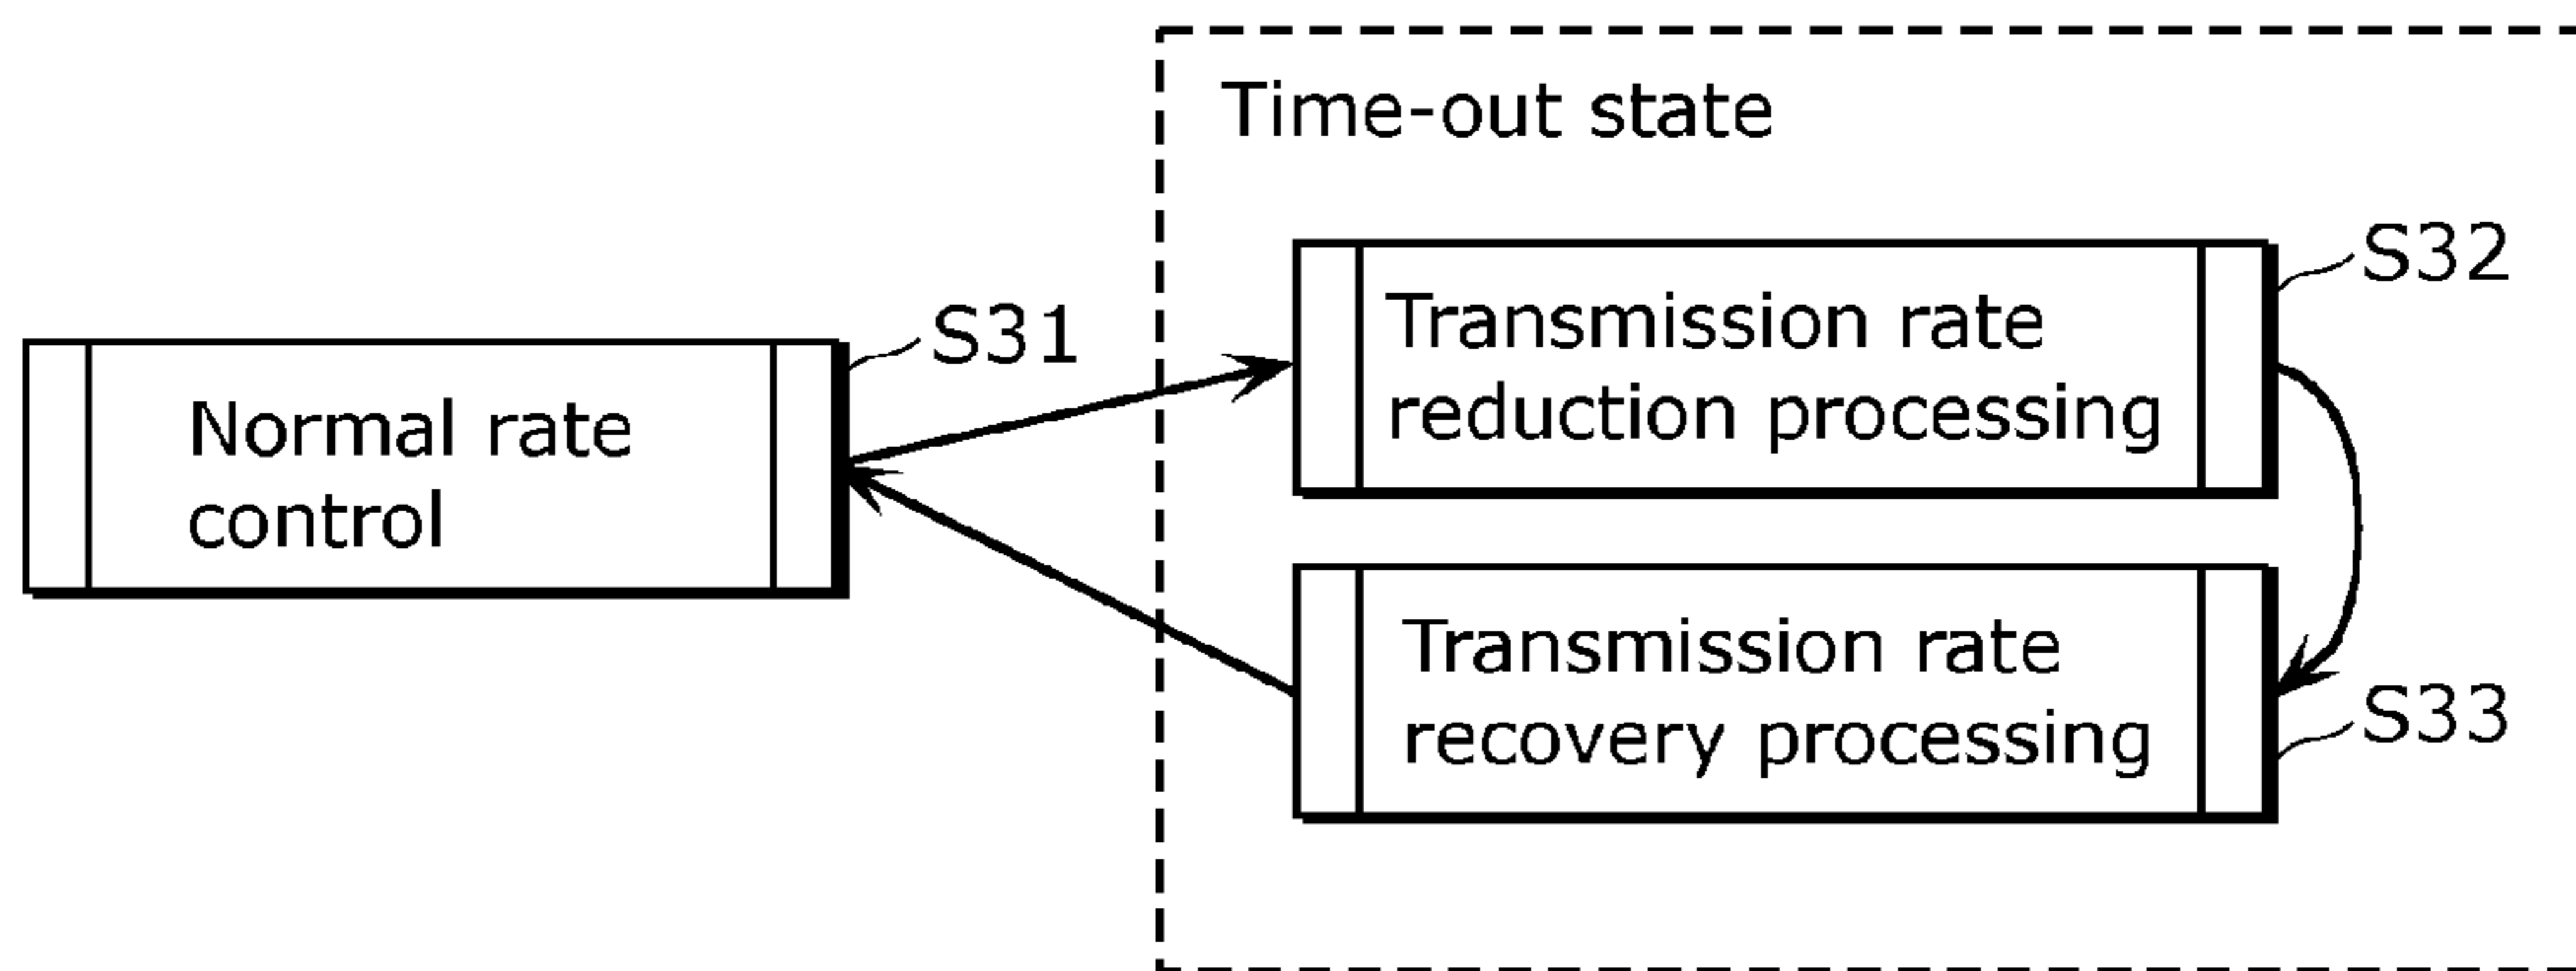 Time-out state
S32
Transmission rate
reduction processing
S31
Normal rate
control
Transmission rate
recovery processing
S33